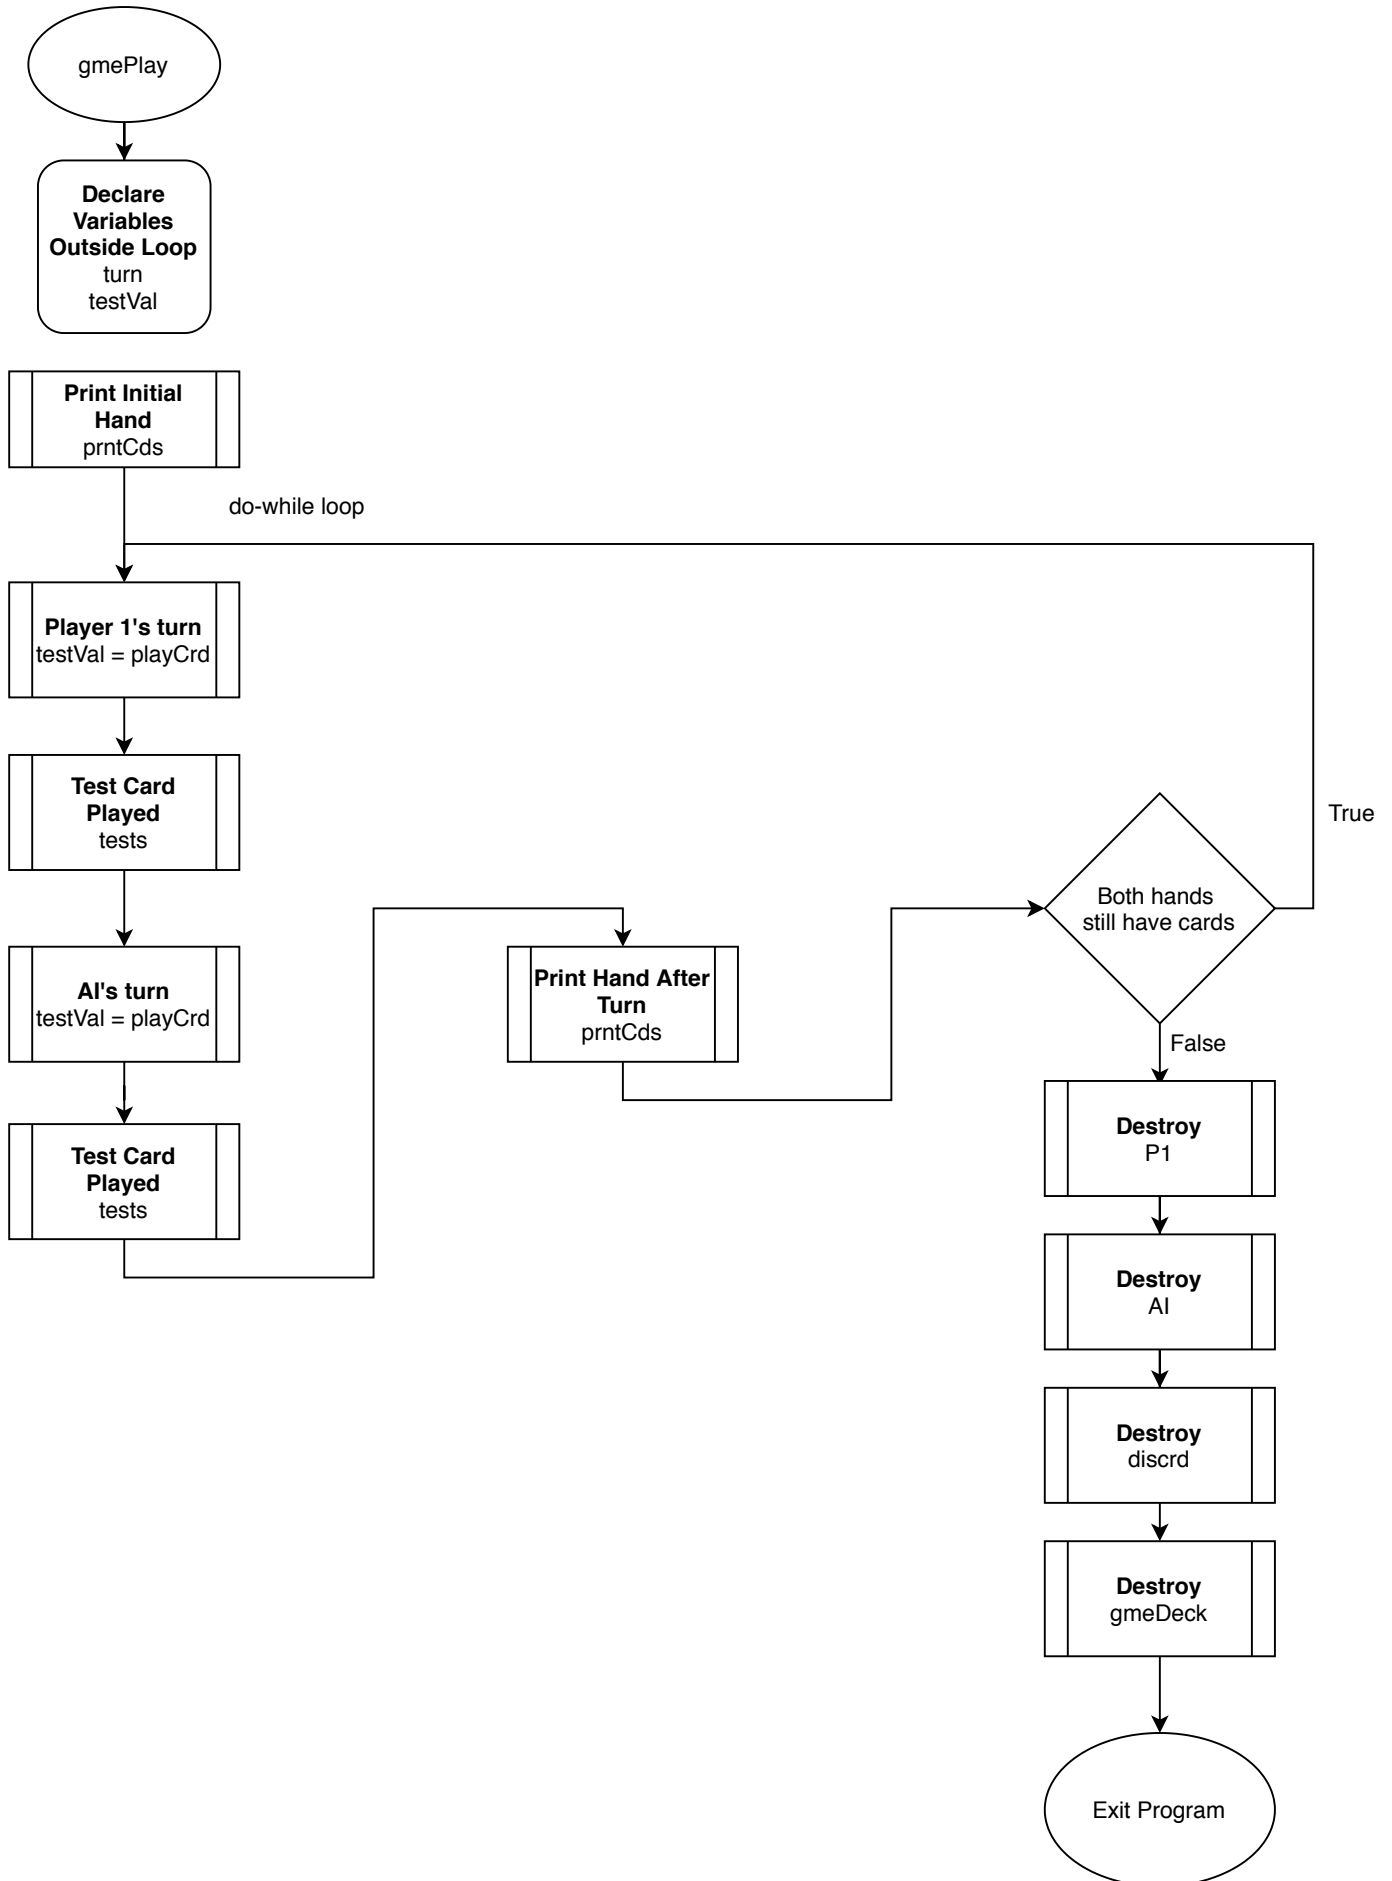 gmePlay
Declare
Variables
Outside Loop
turn
testVal
Print Initial
Hand
prntCds
do-while loop
Player 1's turn
testVal = playCrd
Test Card
Played
tests
AI's turn
testVal = playCrd
Test Card
Played
tests
Print Hand After
Turn
prntCds
Both hands
still have cards
True
False
Destroy
P1
Destroy
AI
Destroy
discrd
Destroy
gmeDeck
Exit Program